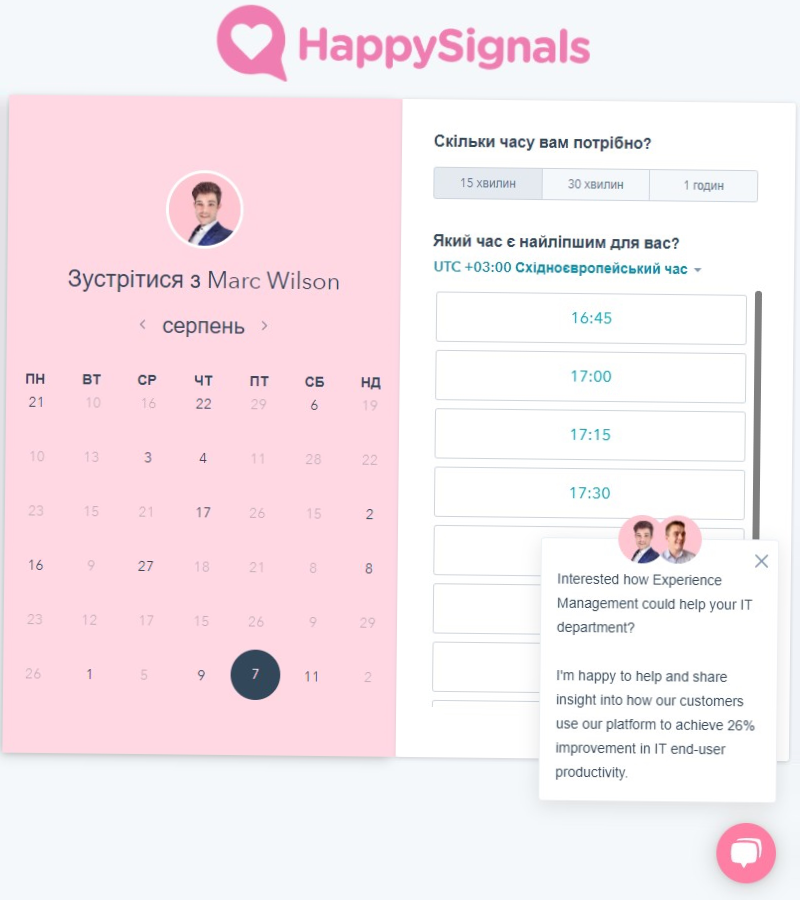 HappySignals
Зустрітися з Marc Wilson
серпень
ПН ВТ СР ЧТ ПТ СБ НД
21 10 16 22 29 6 19
10 13 3 4 11 28 22
23 15 21 17 26 15 2
16 9 27 18 21 8 8
23 12 17 15 26 9 29
26 1 5 9 7 11 2
Скільки часу вам потрібно?
15 хвилин 30 хвилин 1 годин
Який час є найліпшим для вас?
UTC +03:00 Східноєвропейський час
16:45
17:00
17:15
17:30
Interested how Experience
Management could help your IT
department?
I'm happy to help and share
insight into how our customers
use our platform to achieve 26%
improvement in IT end-user
productivity.